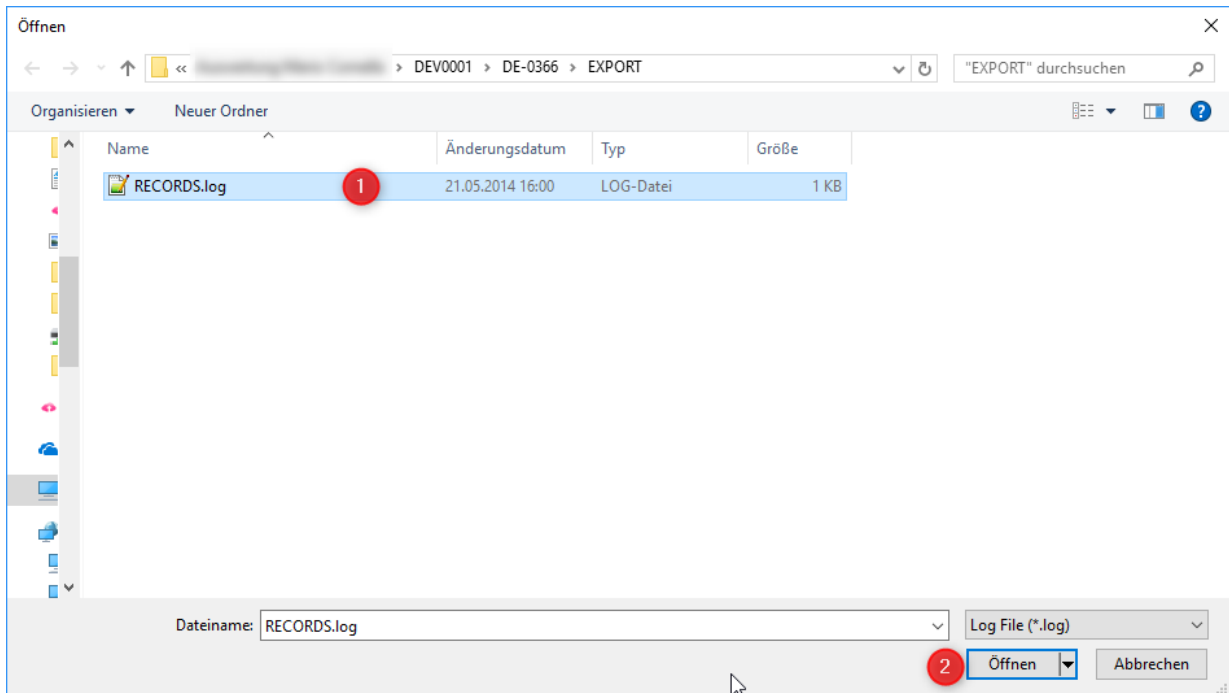 Öffnen
« > DEV0001 > DE-0366 > EXPORT "EXPORT" durchsuchen
Organisieren Neuer Ordner
Name Änderungsdatum Typ Größe
RECORDS.log 1 21.05.2014 16:00 LOG-Datei 1 KB
Dateiname: RECORDS.log Log File (*.log)
2 Öffnen Abbrechen